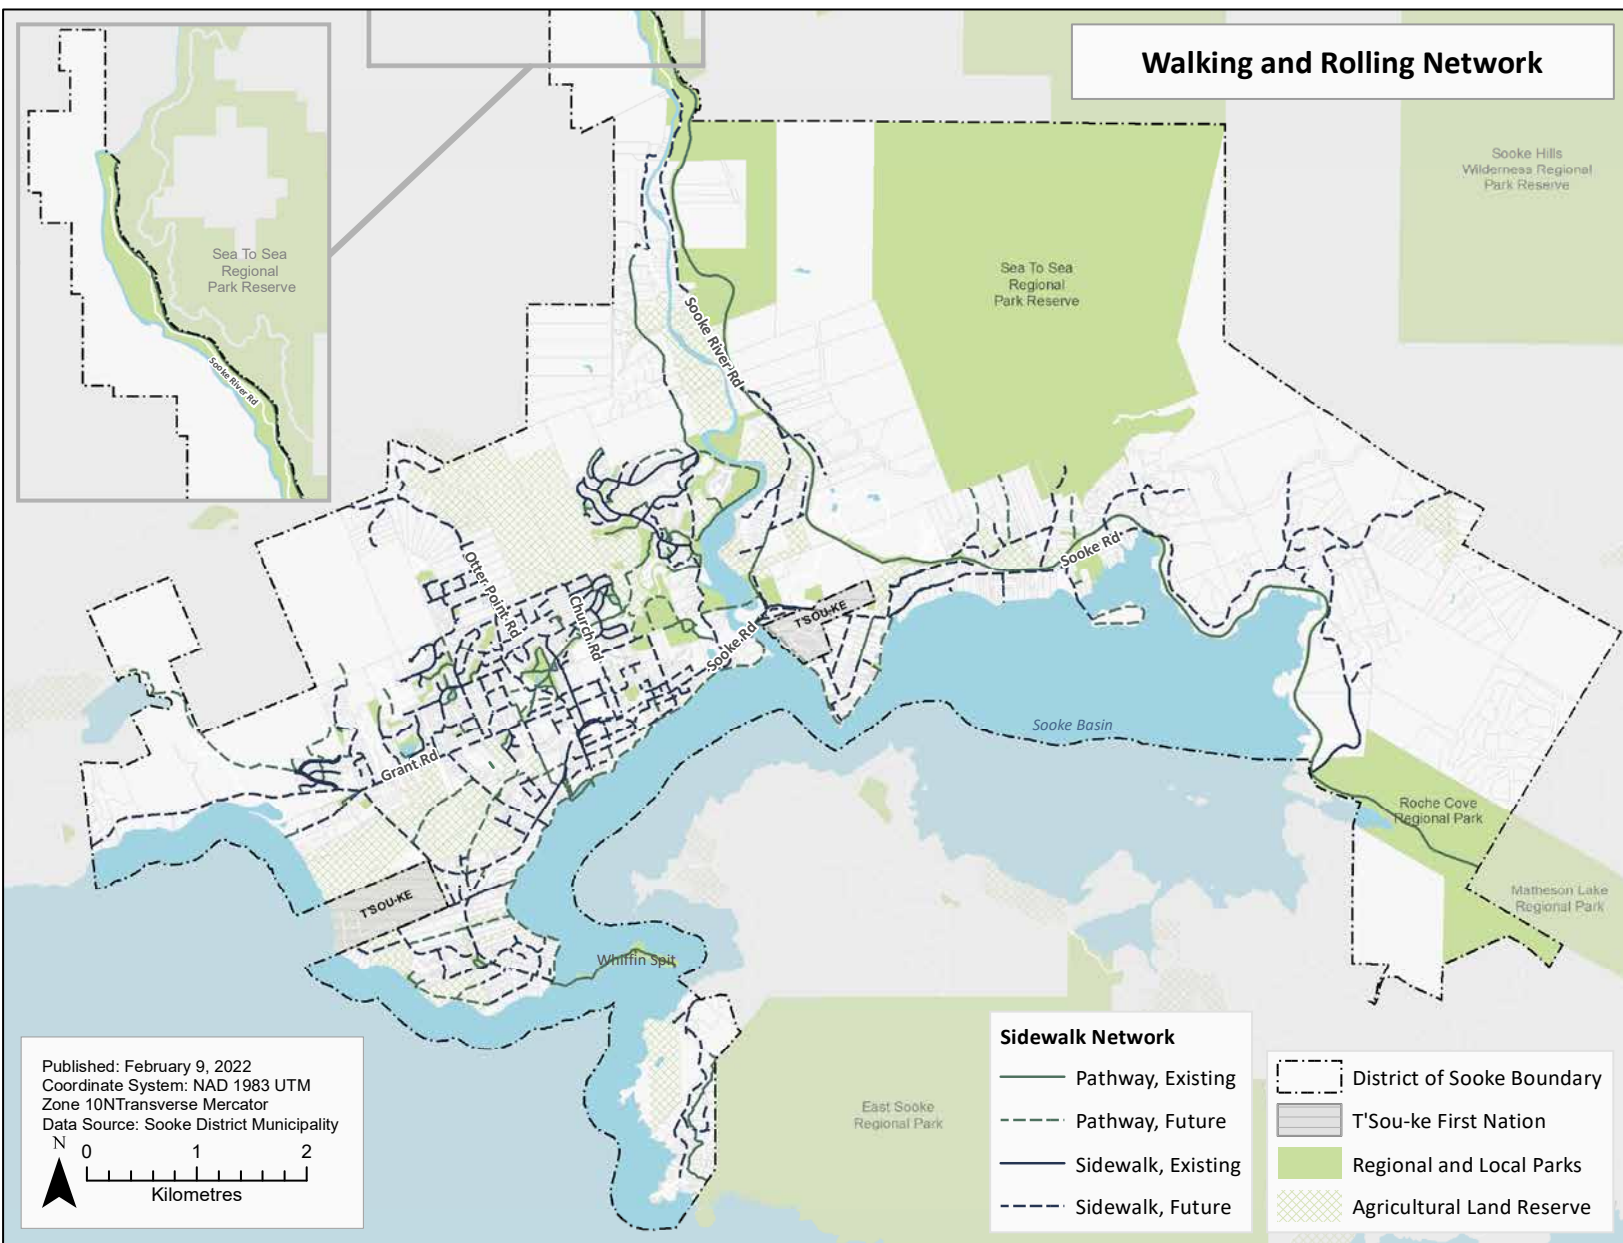 Walking and Rolling Network
Sooke Hills
Wilderness Regional
Park Reserve
Sea To Sea
Regional
Park Reserve
Sooke River Rd
Sea To Sea
Regional
Park Reserve
Sooke River Rd
Otter Point Rd
Church Rd
Sooke Rd
T'SOU-KE
Sooke Rd
Grant Rd
Sooke Basin
Roche Cove
Regional Park
Matheson Lake
Regional Park
T'SOU-KE
Whiffin Spit
East Sooke
Regional Park
Published: February 9, 2022
Coordinate System: NAD 1983 UTM
Zone 10NTransverse Mercator
Data Source: Sooke District Municipality
N
0 1 2
Kilometres
Sidewalk Network
Pathway, Existing
Pathway, Future
Sidewalk, Existing
Sidewalk, Future
District of Sooke Boundary
T'Sou-ke First Nation
Regional and Local Parks
Agricultural Land Reserve